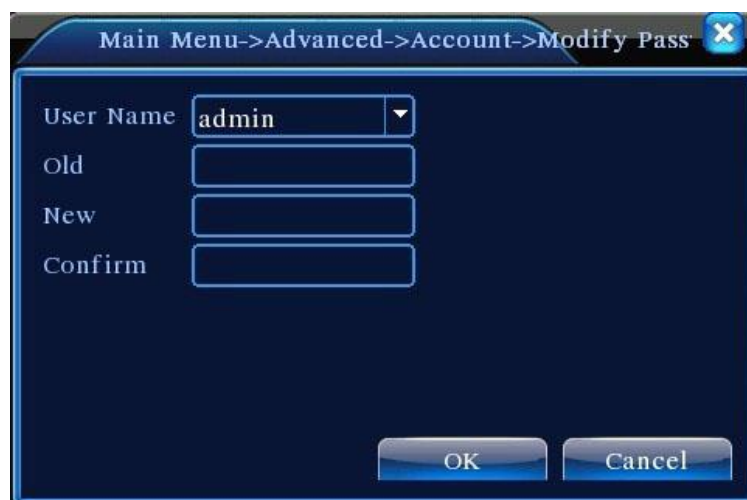 Main Menu->Advanced->Account->Modify Pass
User Name admin
Old
New
Confirm
OK Cancel